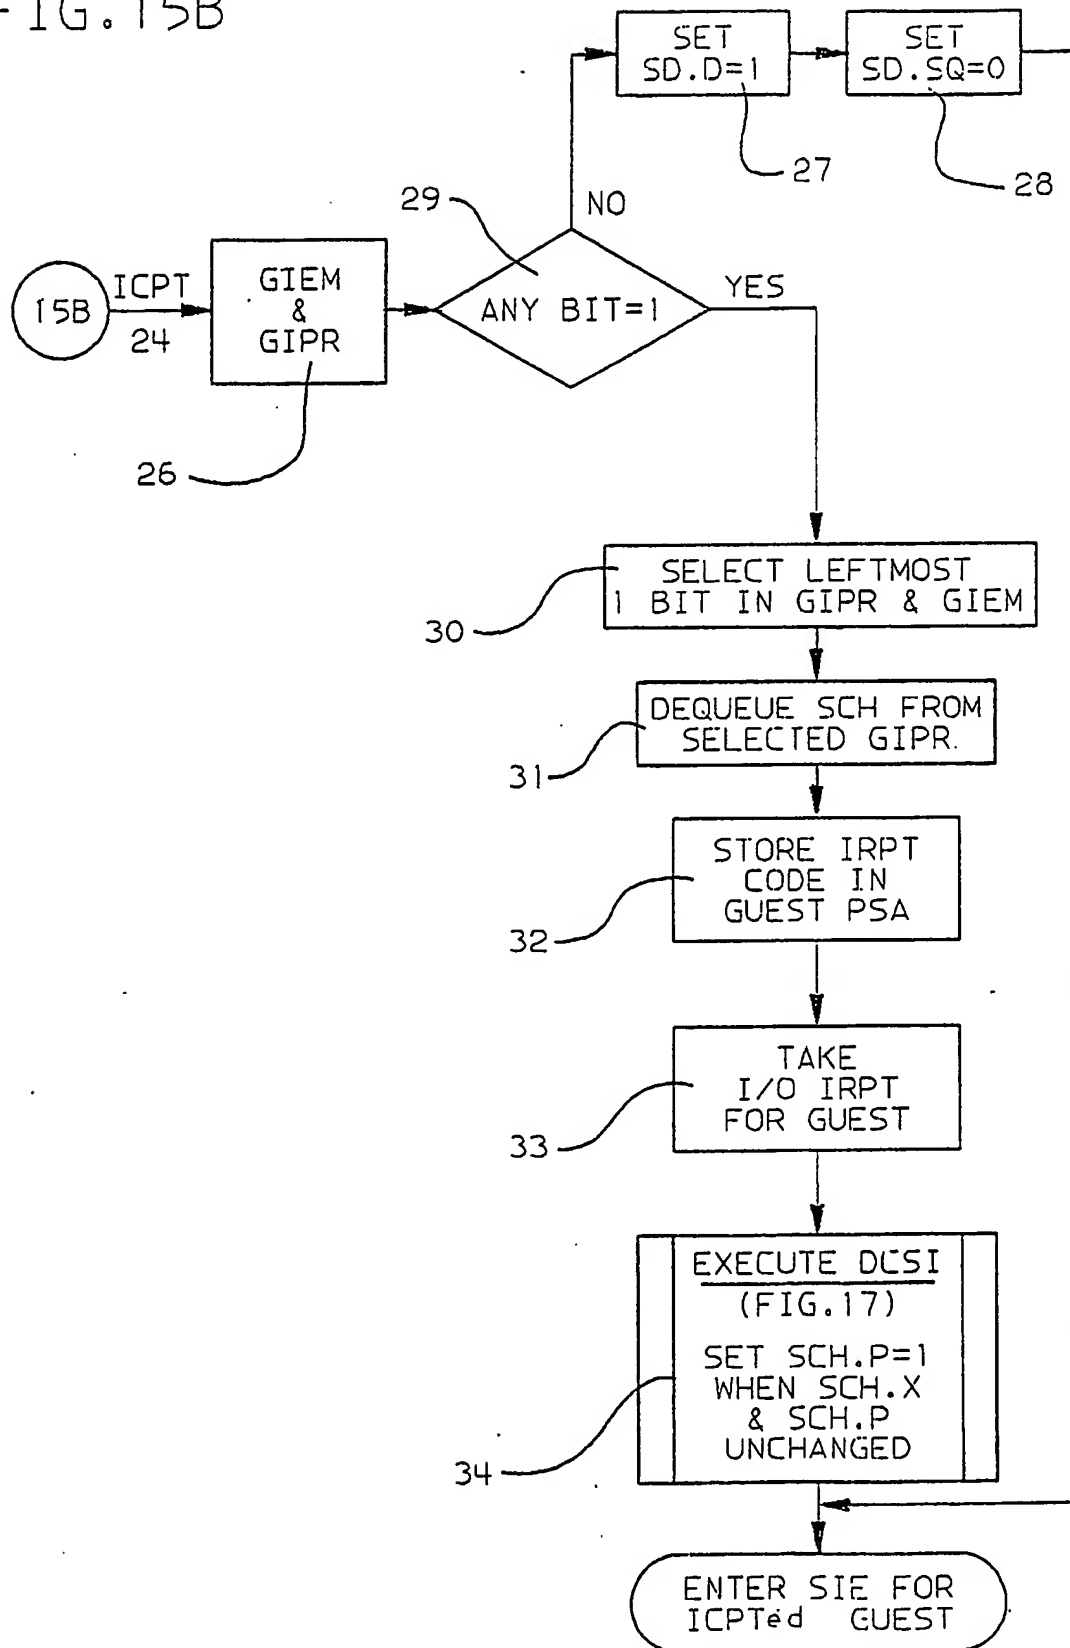 FIG.15B
SET
SD.D=1
SET
SD.SQ=0
27
28
29
NO
15B
ICPT
24
GIEM
&
GIPR
ANY BIT=1
YES
26
SELECT LEFTMOST
1 BIT IN GIPR & GIEM
30
DEQUEUE SCH FROM
SELECTED GIPR.
31
STORE IRPT
CODE IN
GUEST PSA
32
TAKE
I/O IRPT
FOR GUEST
33
EXECUTE DCSI
(FIG.17)
SET SCH.P=1
WHEN SCH.X
& SCH.P
UNCHANGED
34
ENTER SIE FOR
ICPTéd GUEST